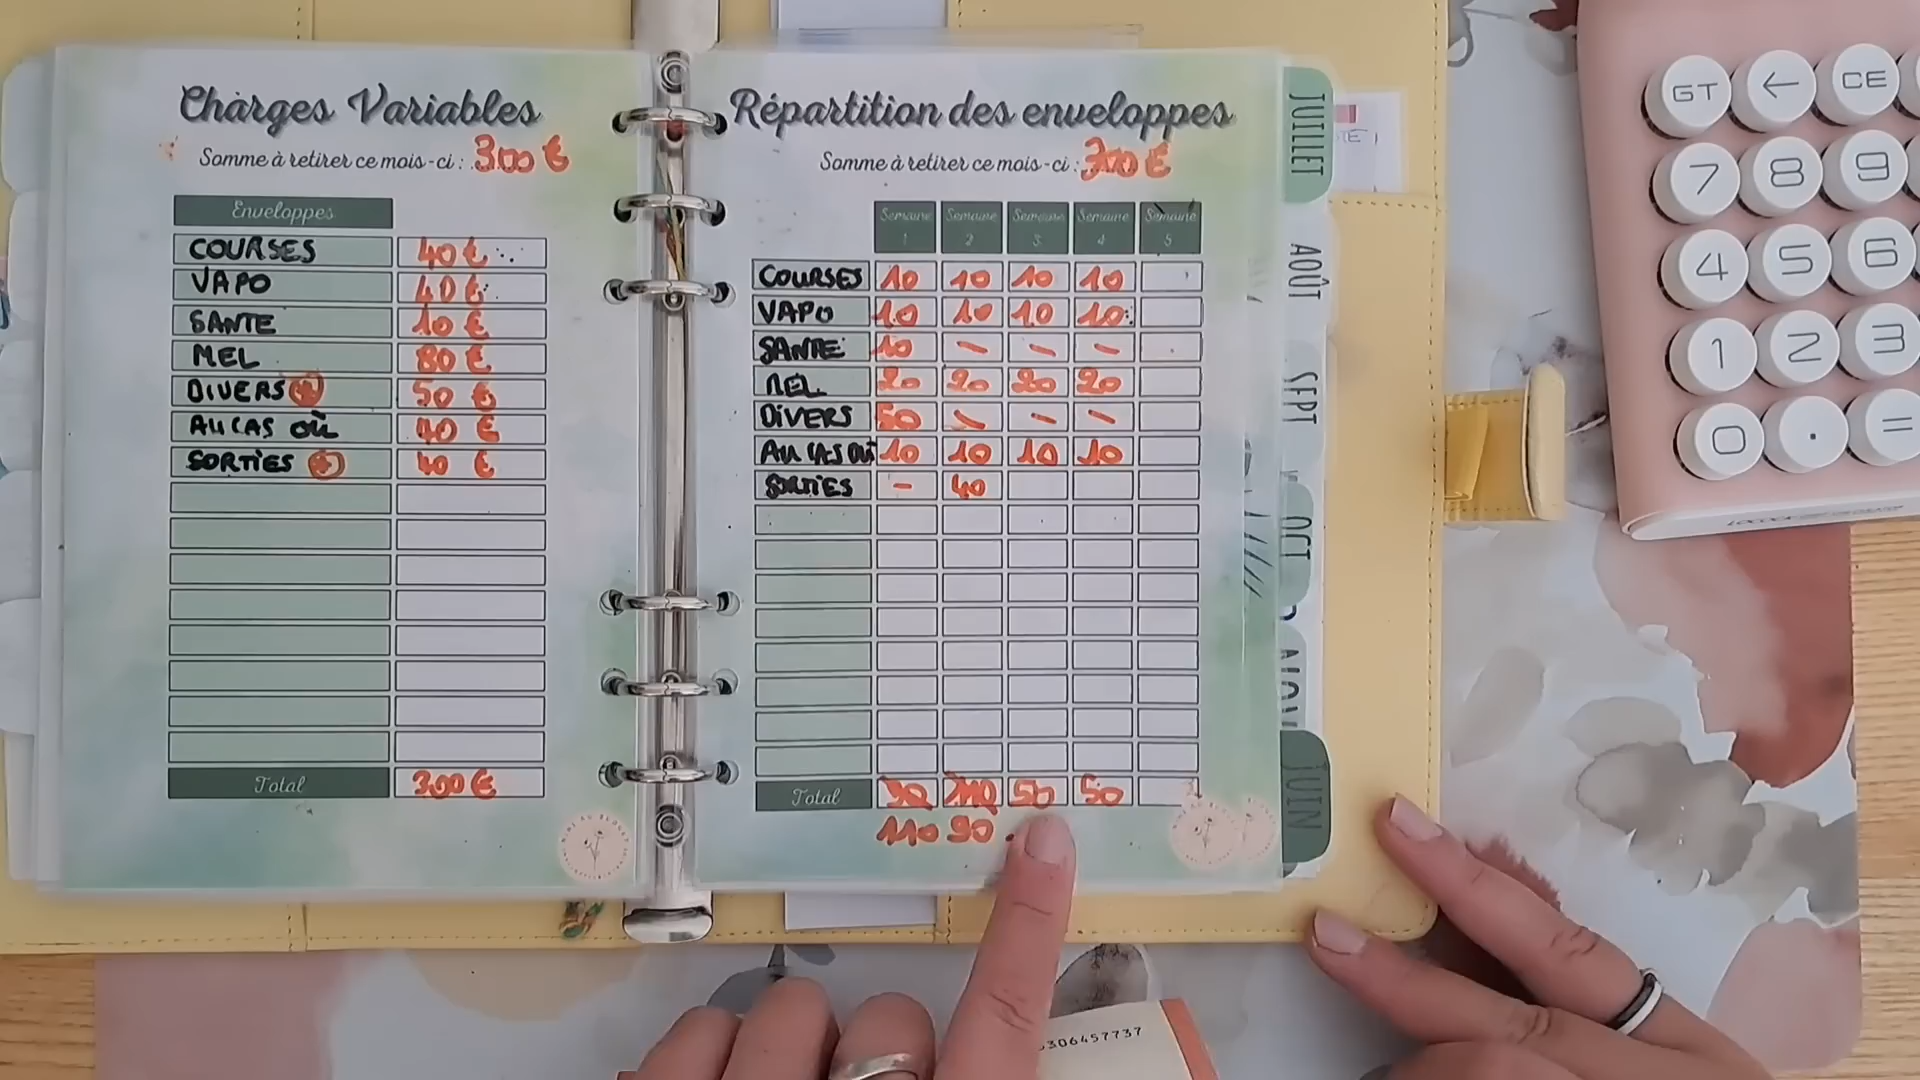 Charges Variables
Somme à retirer ce mois-ci : 300 €
Enveloppes
COURSES 40 €
VAPO 40 €
SANTE 10 €
MEL 80 €
DIVERS 50 €
AU CAS OÙ 40 €
SORTIES 40 €
Total 300 €
Répartition des enveloppes
Somme à retirer ce mois-ci : 300 €
Semaine 1 Semaine 2 Semaine 3 Semaine 4 Semaine 5
COURSES 10 10 10 10
VAPO 10 10 10 10
SANTE 10 - - -
MEL 20 20 20 20
DIVERS 50 - - -
AU CAS OÙ 10 10 10 10
SORTIES - 40
Total 50 50
110 90
JUILLET
AOÛT
SEPT
OCT
JUIN
GT ← CE
7 8 9
4 5 6
1 2 3
0 . =
306457737